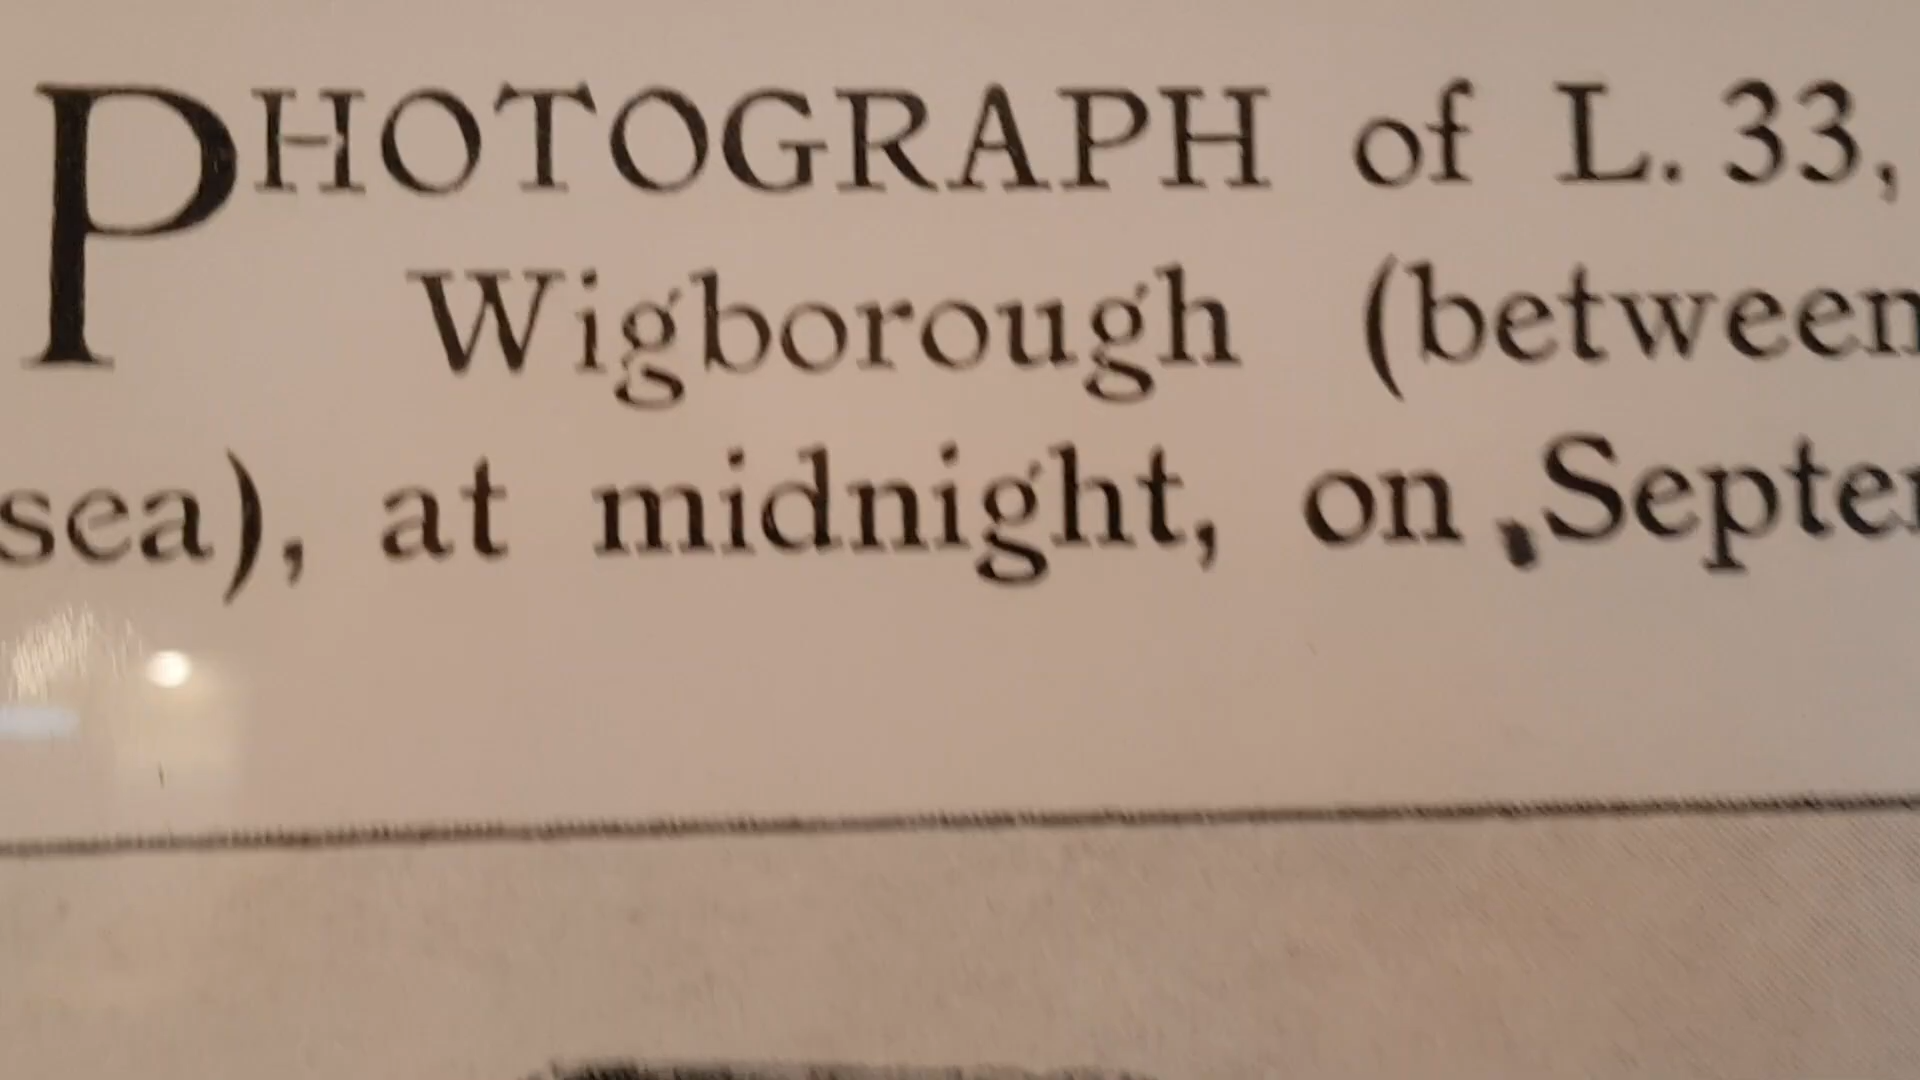 PHOTOGRAPH of L. 33,
Wigborough (between
sea), at midnight, on Septe